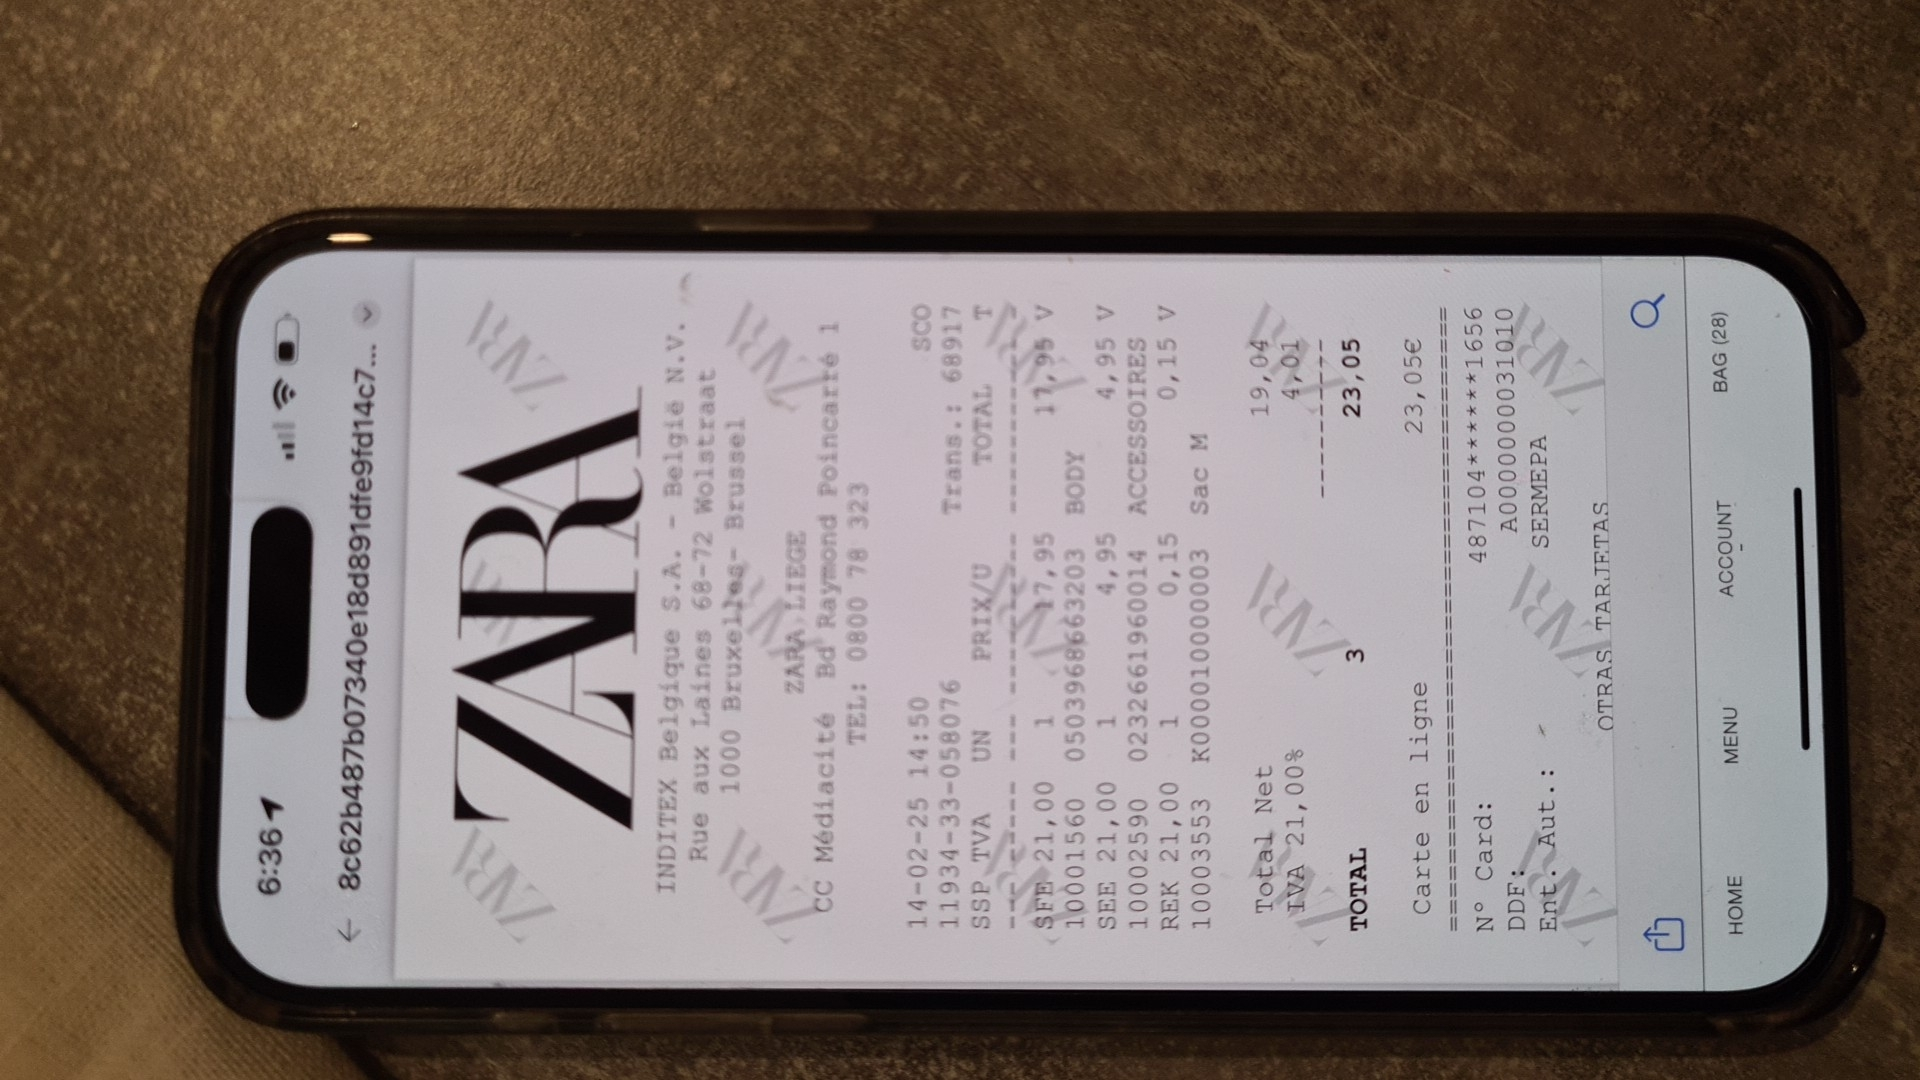 6:36
8c62b487b07340e18d891dfe9fd14c7...
ZARA
INDITEX Belgique S.A. - België N.V.
Rue aux Laines 68-72 Wolstraat
1000 Bruxelles- Brussel
ZARA LIEGE
CC Médiacité Bd Raymond Poincarré 1
TEL: 0800 78 323
14-02-25 14:50 SCO
11934-33-058076 Trans.: 68917
SSP TVA UN PRIX/U TOTAL T
SFE 21,00 1 17,95 17,95 V
10001560 0503968663203 BODY
SEE 21,00 1 4,95 4,95 V
10002590 0232661960014 ACCESSOIRES
REK 21,00 1 0,15 0,15 V
10003553 K00001000003 Sac M
Total Net 19,04
IVA 21,00% 4,01
TOTAL 3 23,05
Carte en ligne 23,05€
N° Card: 487104******1656
DDF: A0000000031010
Ent. Aut.: SERMEPA
OTRAS TARJETAS
HOME MENU ACCOUNT BAG (28)